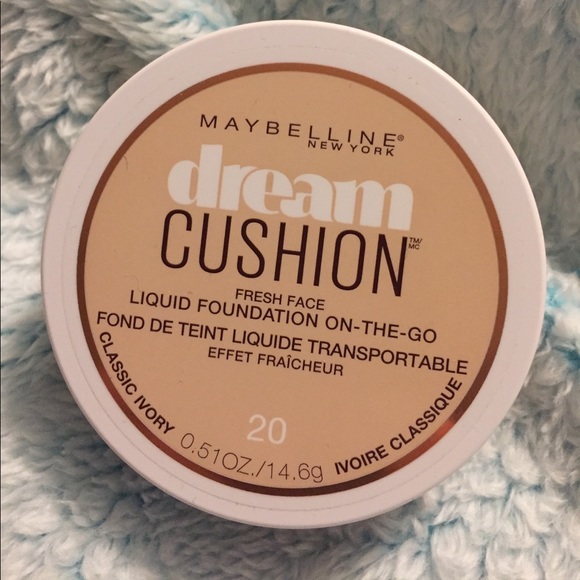 MAYBELLINE®
NEW YORK
dream
CUSHION™/MC
FRESH FACE
LIQUID FOUNDATION ON-THE-GO
FOND DE TEINT LIQUIDE TRANSPORTABLE
EFFET FRAÎCHEUR
CLASSIC IVORY
20
0.51OZ./14.6g
IVOIRE CLASSIQUE